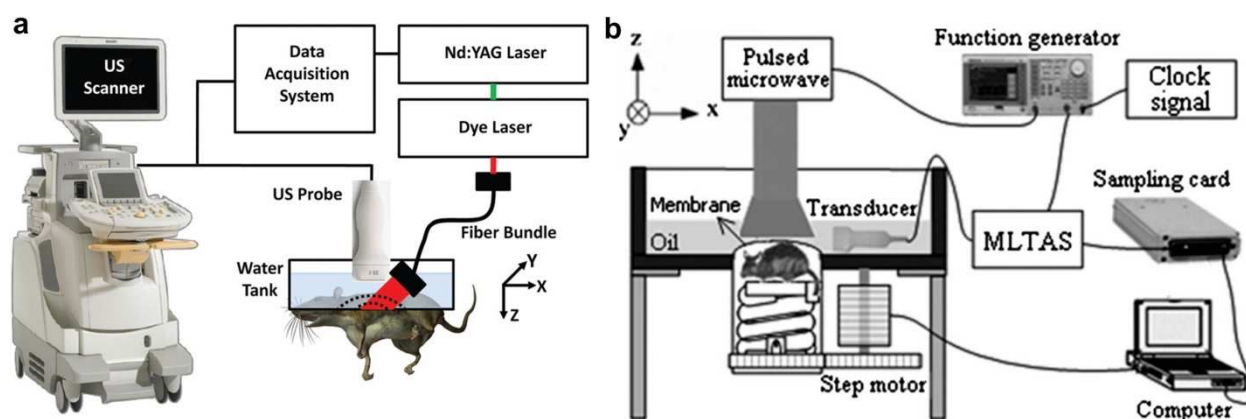 a
US
Scanner
Data
Acquisition
System
Nd:YAG Laser
Dye Laser
US Probe
Fiber Bundle
Water
Tank
Y
X
Z
b
z
y
x
Pulsed
microwave
Function generator
Clock
signal
Membrane
Transducer
Oil
Sampling card
MLTAS
Step motor
Computer